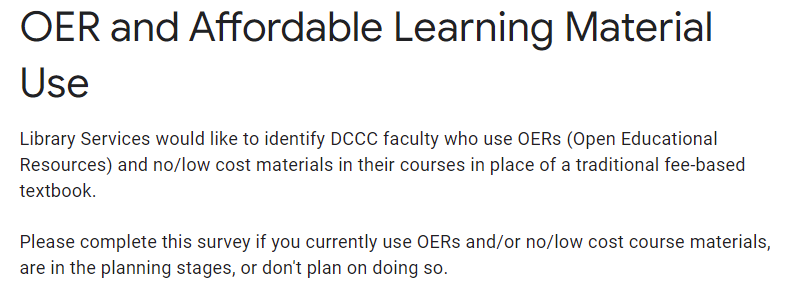 OER and Affordable Learning Material
Use
Library Services would like to identify DCCC faculty who use OERs (Open Educational
Resources) and no/low cost materials in their courses in place of a traditional fee-based
textbook.
Please complete this survey if you currently use OERs and/or no/low cost course materials,
are in the planning stages, or don't plan on doing so.